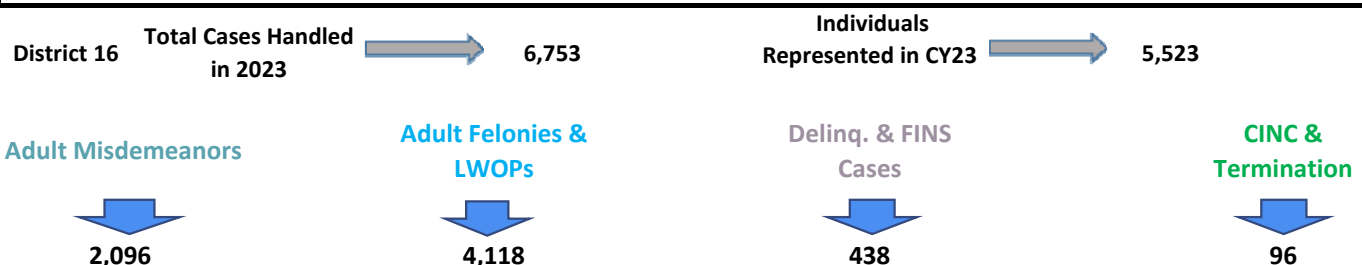 District 16
Total Cases Handled
in 2023
6,753
Individuals
Represented in CY23
5,523
Adult Misdemeanors
Adult Felonies &
LWOPs
Delinq. & FINS
Cases
CINC &
Termination
2,096
4,118
438
96